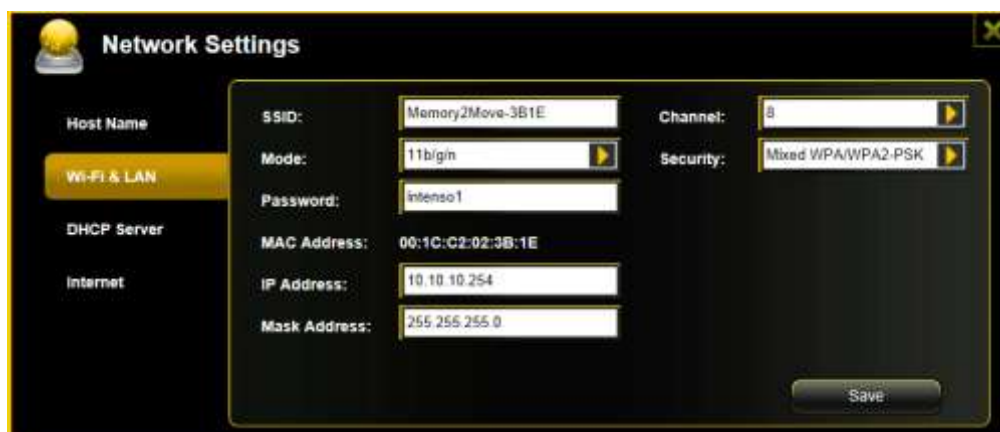 Network Settings
Host Name
Wi-Fi & LAN
DHCP Server
Internet
SSID: Memory2Move-3B1E
Mode: 11b/g/n
Password: intenso1
MAC Address: 00:1C:C2:02:3B:1E
IP Address: 10.10.10.254
Mask Address: 255.255.255.0
Channel: 8
Security: Mixed WPA/WPA2-PSK
Save